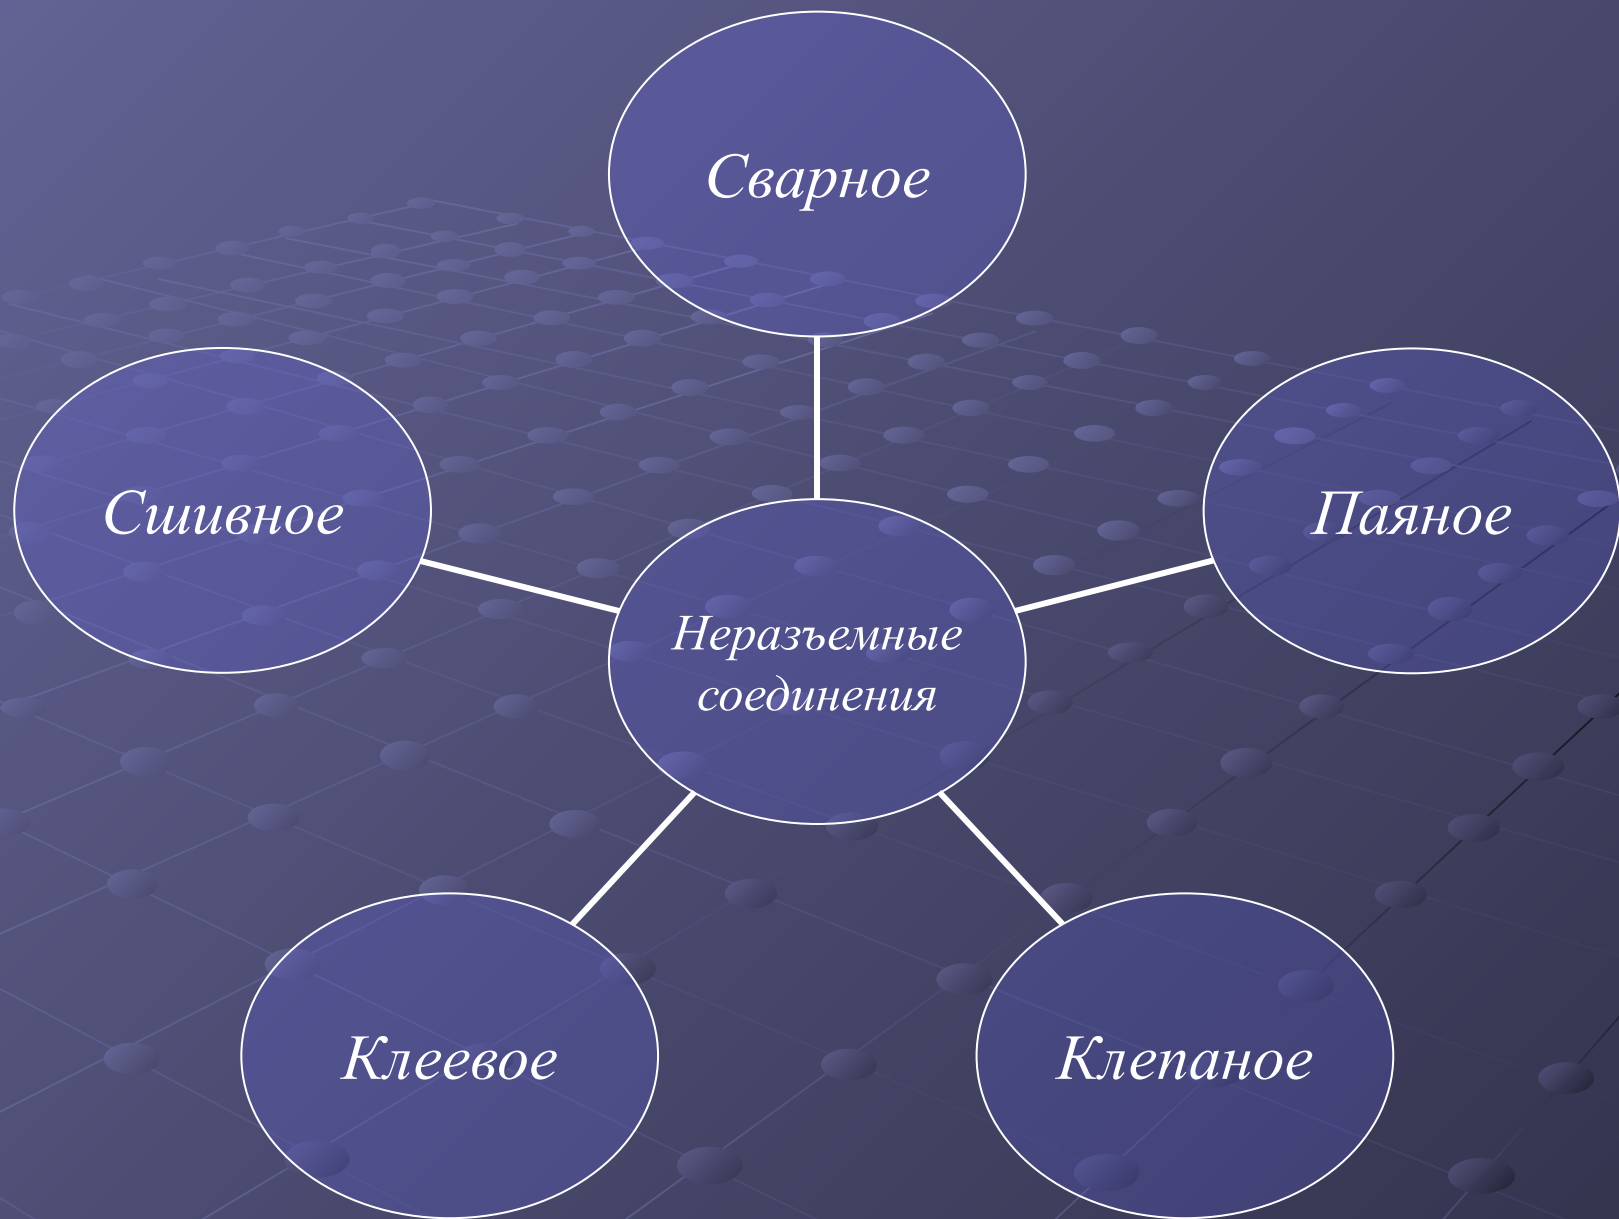 Сварное
Сшивное
Паяное
Неразъемные
соединения
Клеевое
Клепаное